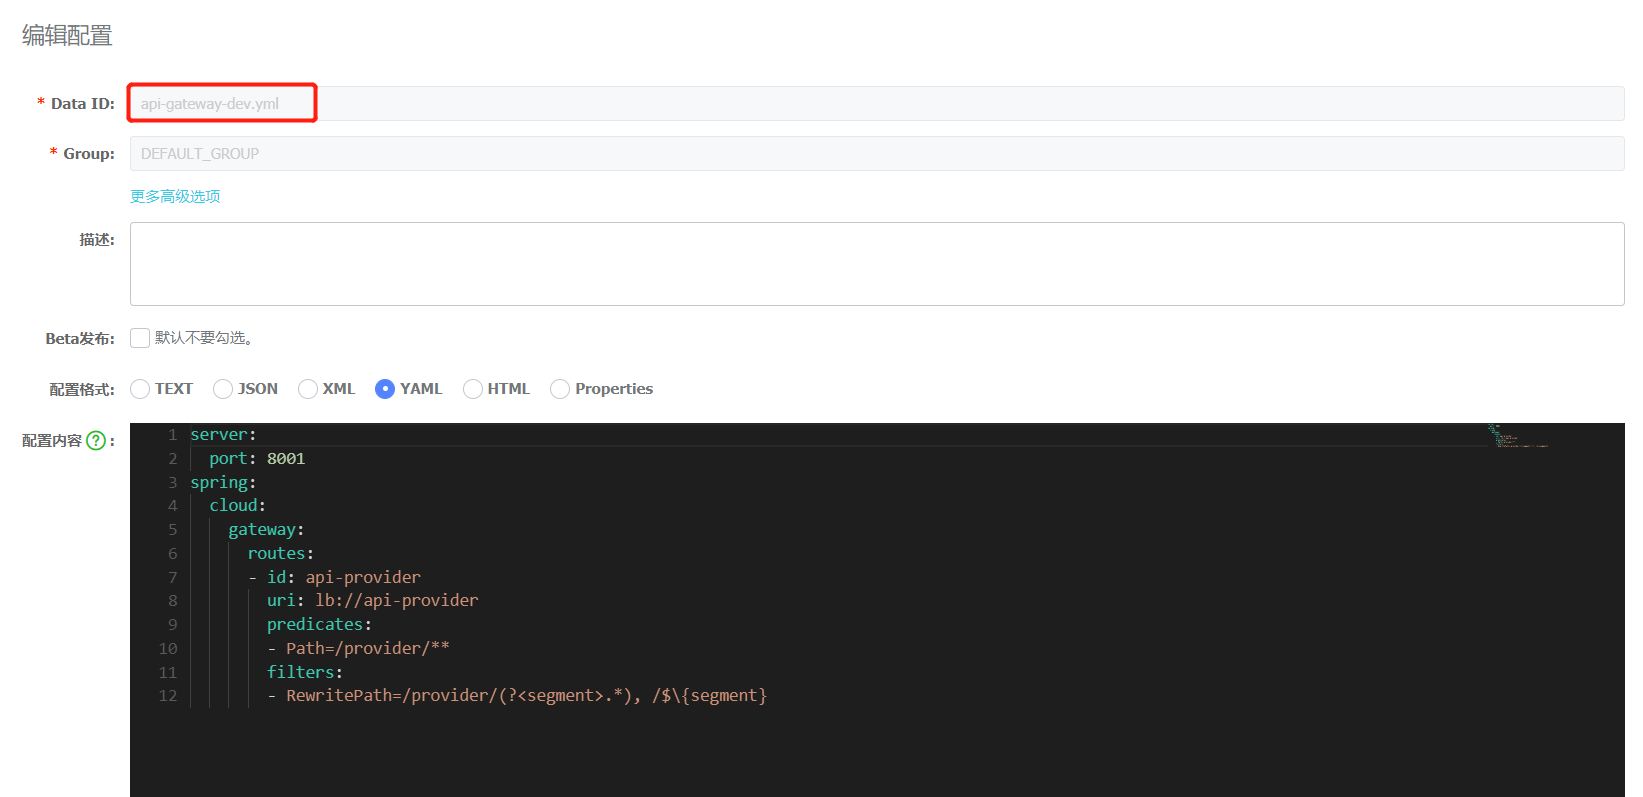 编辑配置
* Data ID: api-gateway-dev.yml
* Group: DEFAULT_GROUP
更多高级选项
描述:
Beta发布: 默认不要勾选。
配置格式: TEXT JSON XML YAML HTML Properties
配置内容 ? :
1 server:
2   port: 8001
3 spring:
4   cloud:
5     gateway:
6       routes:
7       - id: api-provider
8         uri: lb://api-provider
9         predicates:
10         - Path=/provider/**
11         filters:
12         - RewritePath=/provider/(?<segment>.*), /$\{segment}